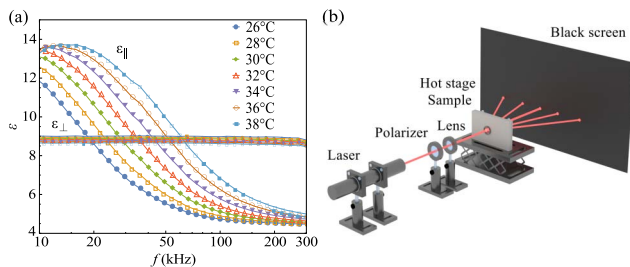 (a)
ε∥
ε⊥
26°C
28°C
30°C
32°C
34°C
36°C
38°C
14
12
10
8
6
4
ε
10
20
50
100
300
f (kHz)
(b)
Black screen
Hot stage
Sample
Lens
Polarizer
Laser